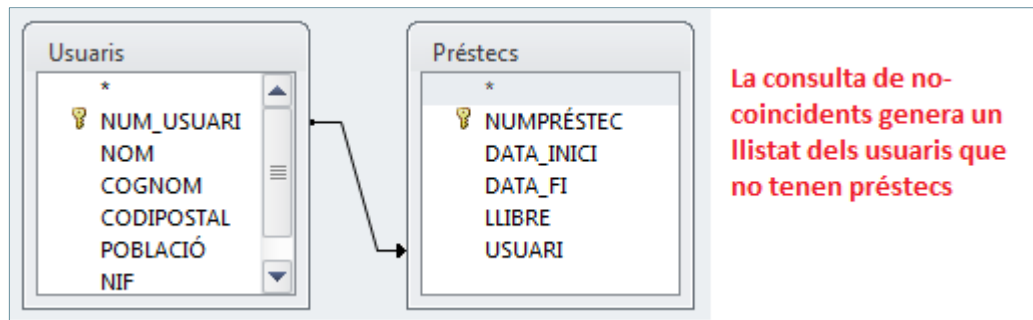 Usuaris
*
NUM_USUARI
NOM
COGNOM
CODIPOSTAL
POBLACIÓ
NIF
Préstecs
*
NUMPRÉSTEC
DATA_INICI
DATA_FI
LLIBRE
USUARI
La consulta de no-
coincidents genera un
llistat dels usuaris que
no tenen préstecs